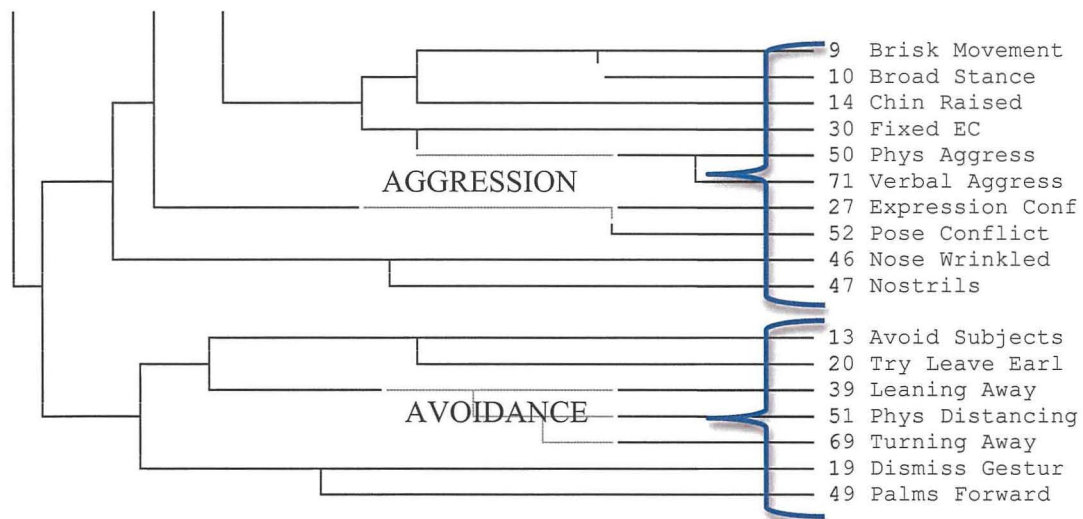 9 Brisk Movement
10 Broad Stance
14 Chin Raised
30 Fixed EC
50 Phys Aggress
AGGRESSION
71 Verbal Aggress
27 Expression Conf
52 Pose Conflict
46 Nose Wrinkled
47 Nostrils
13 Avoid Subjects
20 Try Leave Earl
39 Leaning Away
AVOIDANCE
51 Phys Distancing
69 Turning Away
19 Dismiss Gestur
49 Palms Forward